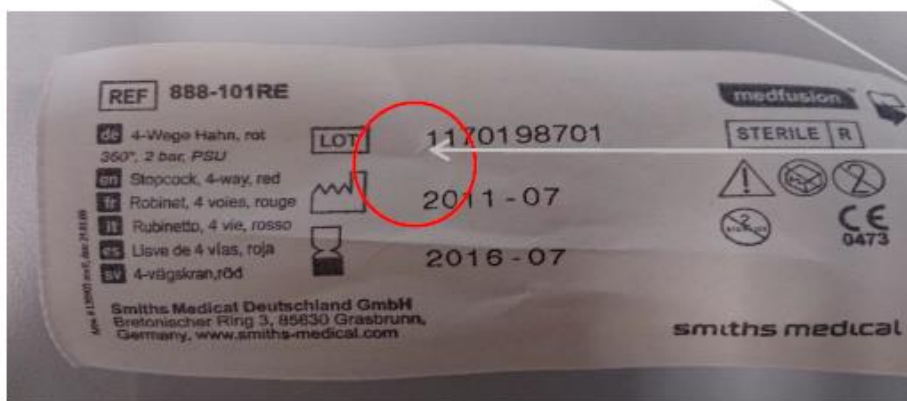 REF 888-101RE
de 4-Wege Hahn, rot
360°, 2 bar, PSU
en Stopcock, 4-way, red
fr Robinet, 4 voies, rouge
it Rubinetto, 4 vie, rosso
es Llave de 4 vías, roja
sv 4-vägskran,röd
Smiths Medical Deutschland GmbH
Bretonischer Ring 3, 85630 Grasbrunn,
Germany, www.smiths-medical.com
LOT 1170198701
2011-07
2016-07
medfusion
STERILE R
2
2
CE
0473
smiths medical